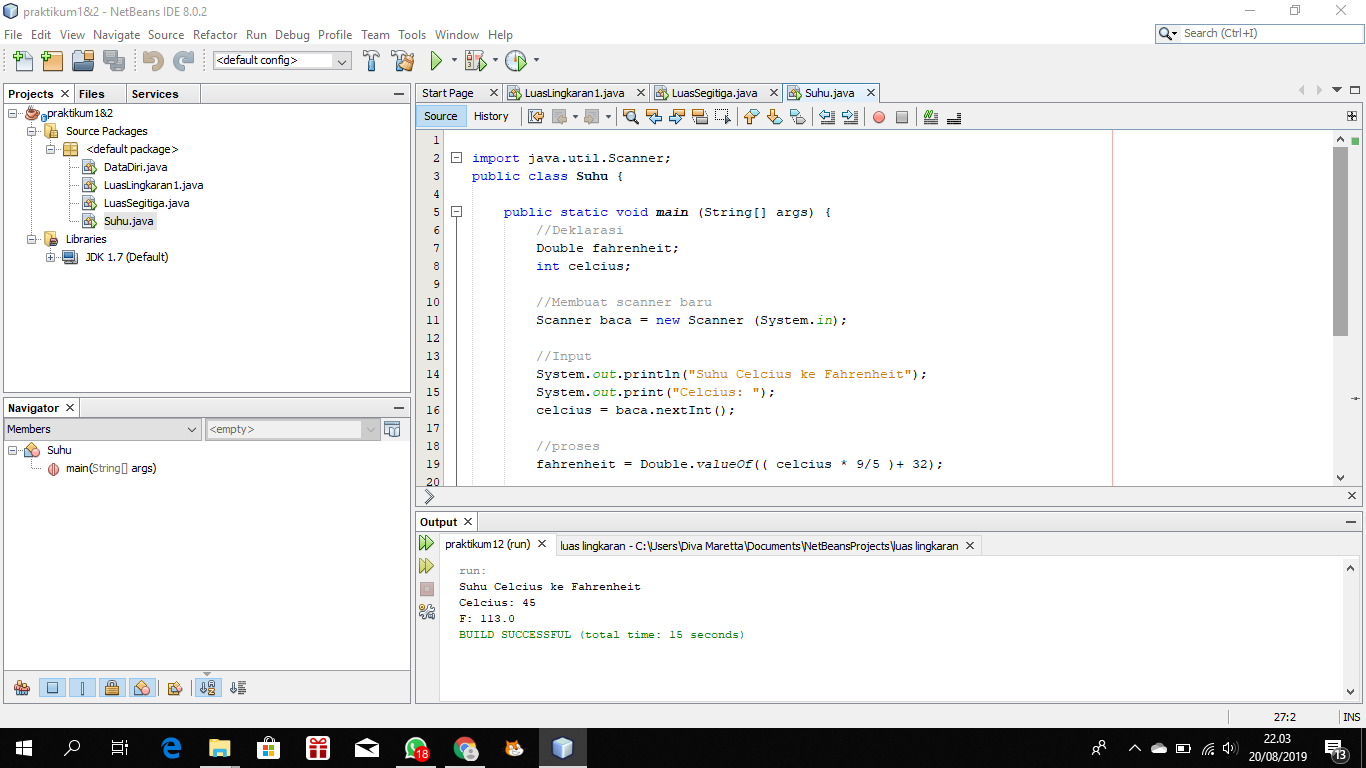 praktikum1&2 - NetBeans IDE 8.0.2
File Edit View Navigate Source Refactor Run Debug Profile Team Tools Window Help
Search (Ctrl+I)
<default config>
Projects Files Services
praktikum1&2
Source Packages
<default package>
DataDiri.java
LuasLingkaran1.java
LuasSegitiga.java
Suhu.java
Libraries
JDK 1.7 (Default)
Navigator
Members <empty>
Suhu
main(String[] args)
Start Page LuasLingkaran1.java LuasSegitiga.java Suhu.java
Source History
1
2 import java.util.Scanner;
3 public class Suhu {
4
5 public static void main (String[] args) {
6 //Deklarasi
7 Double fahrenheit;
8 int celcius;
9
10 //Membuat scanner baru
11 Scanner baca = new Scanner (System.in);
12
13 //Input
14 System.out.println("Suhu Celcius ke Fahrenheit");
15 System.out.print("Celcius: ");
16 celcius = baca.nextInt();
17
18 //proses
19 fahrenheit = Double.valueOf(( celcius * 9/5 )+ 32);
20
Output
praktikum12 (run) luas lingkaran - C:\Users\Diva Maretta\Documents\NetBeansProjects\luas lingkaran
run:
Suhu Celcius ke Fahrenheit
Celcius: 45
F: 113.0
BUILD SUCCESSFUL (total time: 15 seconds)
27:2 INS
18
22.03
20/08/2019
13